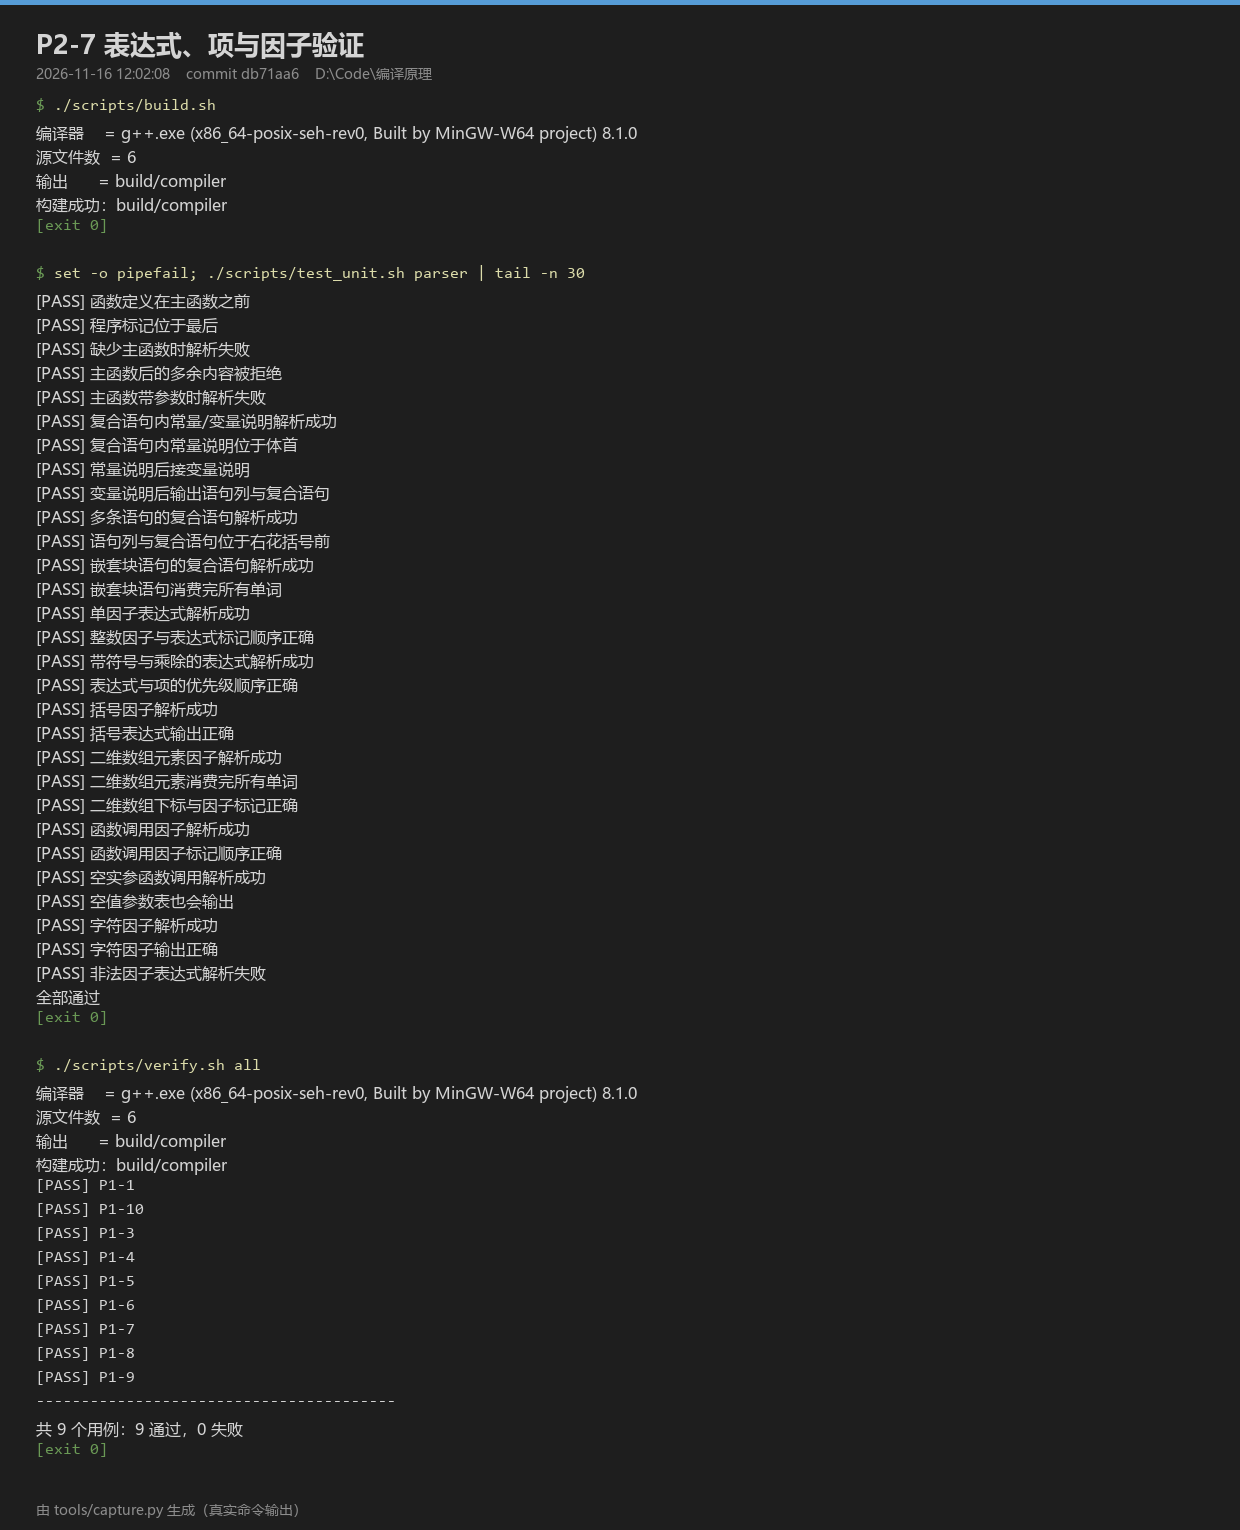 P2-7 表达式、项与因子验证
2026-11-16 12:02:08    commit db71aa6    D:\Code\编译原理
$ ./scripts/build.sh
编译器    = g++.exe (x86_64-posix-seh-rev0, Built by MinGW-W64 project) 8.1.0
源文件数  = 6
输出      = build/compiler
构建成功：build/compiler
[exit 0]
$ set -o pipefail; ./scripts/test_unit.sh parser | tail -n 30
[PASS] 函数定义在主函数之前
[PASS] 程序标记位于最后
[PASS] 缺少主函数时解析失败
[PASS] 主函数后的多余内容被拒绝
[PASS] 主函数带参数时解析失败
[PASS] 复合语句内常量/变量说明解析成功
[PASS] 复合语句内常量说明位于体首
[PASS] 常量说明后接变量说明
[PASS] 变量说明后输出语句列与复合语句
[PASS] 多条语句的复合语句解析成功
[PASS] 语句列与复合语句位于右花括号前
[PASS] 嵌套块语句的复合语句解析成功
[PASS] 嵌套块语句消费完所有单词
[PASS] 单因子表达式解析成功
[PASS] 整数因子与表达式标记顺序正确
[PASS] 带符号与乘除的表达式解析成功
[PASS] 表达式与项的优先级顺序正确
[PASS] 括号因子解析成功
[PASS] 括号表达式输出正确
[PASS] 二维数组元素因子解析成功
[PASS] 二维数组元素消费完所有单词
[PASS] 二维数组下标与因子标记正确
[PASS] 函数调用因子解析成功
[PASS] 函数调用因子标记顺序正确
[PASS] 空实参函数调用解析成功
[PASS] 空值参数表也会输出
[PASS] 字符因子解析成功
[PASS] 字符因子输出正确
[PASS] 非法因子表达式解析失败
全部通过
[exit 0]
$ ./scripts/verify.sh all
编译器    = g++.exe (x86_64-posix-seh-rev0, Built by MinGW-W64 project) 8.1.0
源文件数  = 6
输出      = build/compiler
构建成功：build/compiler
[PASS] P1-1
[PASS] P1-10
[PASS] P1-3
[PASS] P1-4
[PASS] P1-5
[PASS] P1-6
[PASS] P1-7
[PASS] P1-8
[PASS] P1-9
----------------------------------------
共 9 个用例：9 通过，0 失败
[exit 0]
由 tools/capture.py 生成（真实命令输出）